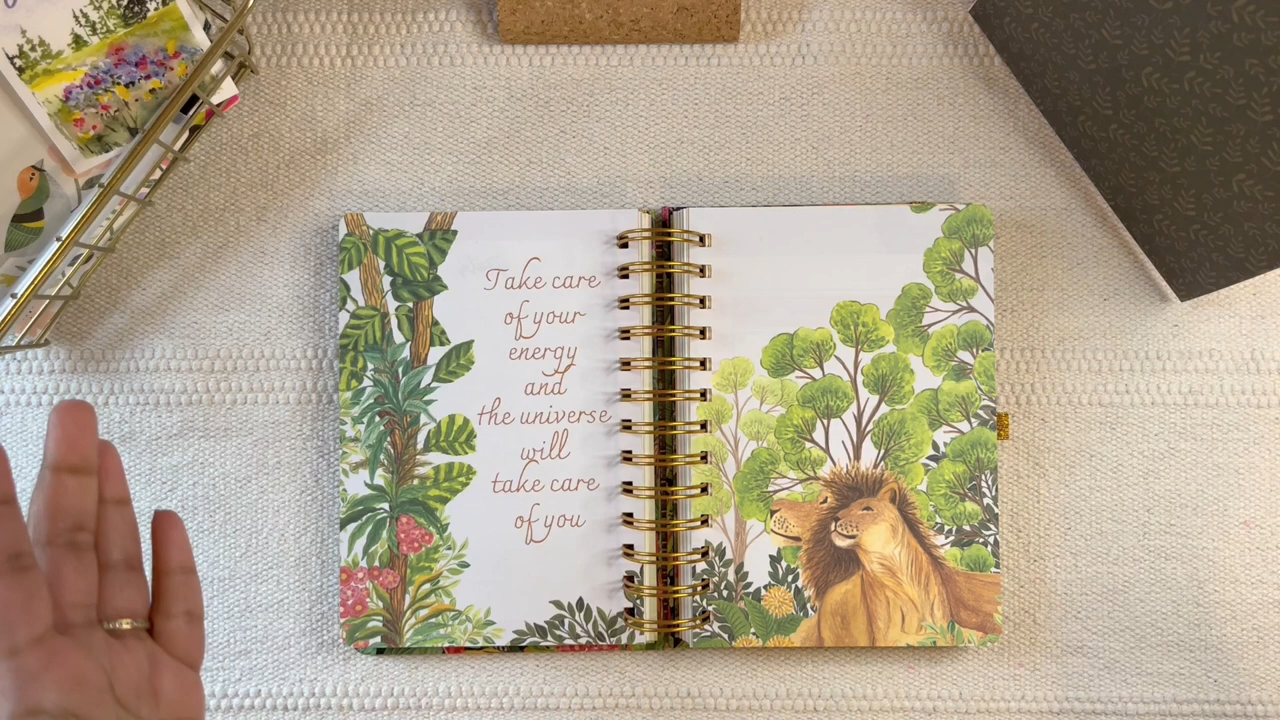 Take care
of your
energy
and
the universe
will
take care
of you